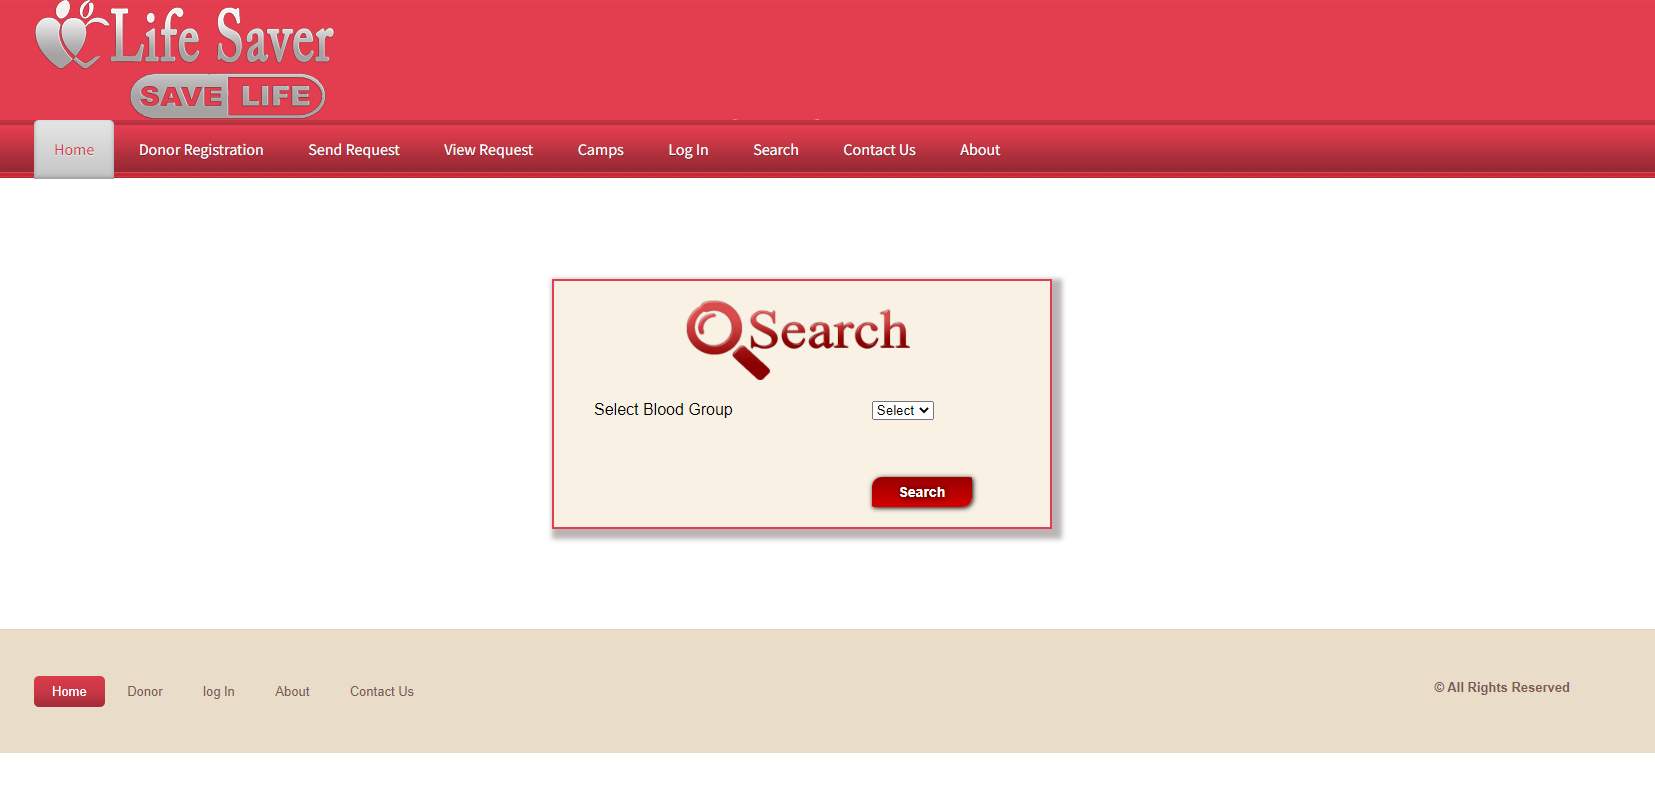 Life Saver
SAVE LIFE
Home Donor Registration Send Request View Request Camps Log In Search Contact Us About
Search
Select Blood Group Select
Search
Home Donor log In About Contact Us © All Rights Reserved